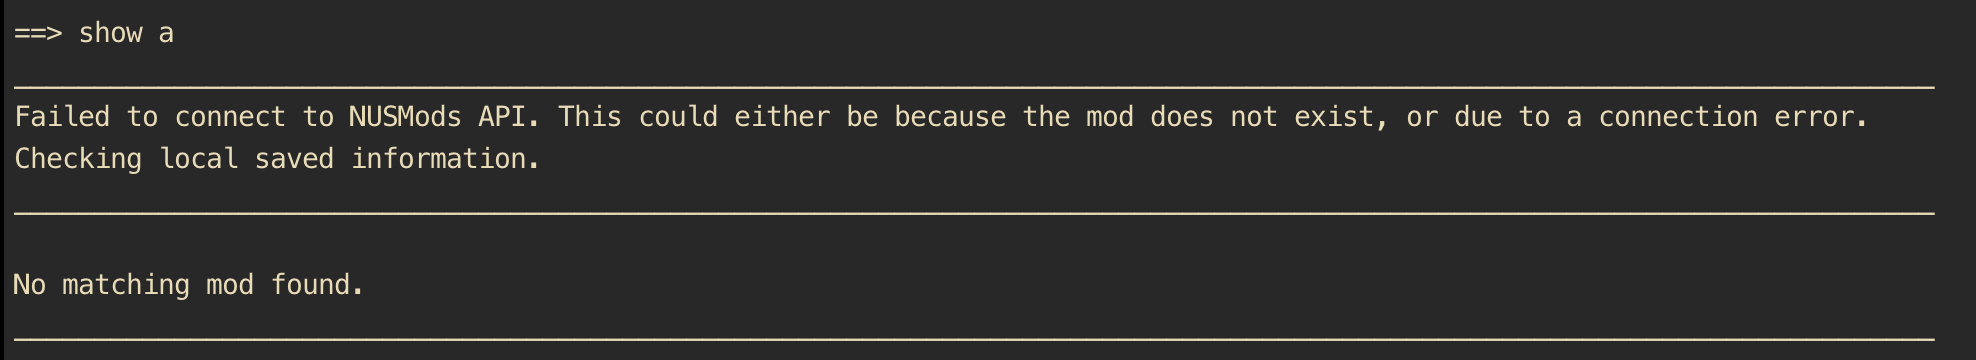 ==> show a
Failed to connect to NUSMods API. This could either be because the mod does not exist, or due to a connection error.
Checking local saved information.
No matching mod found.